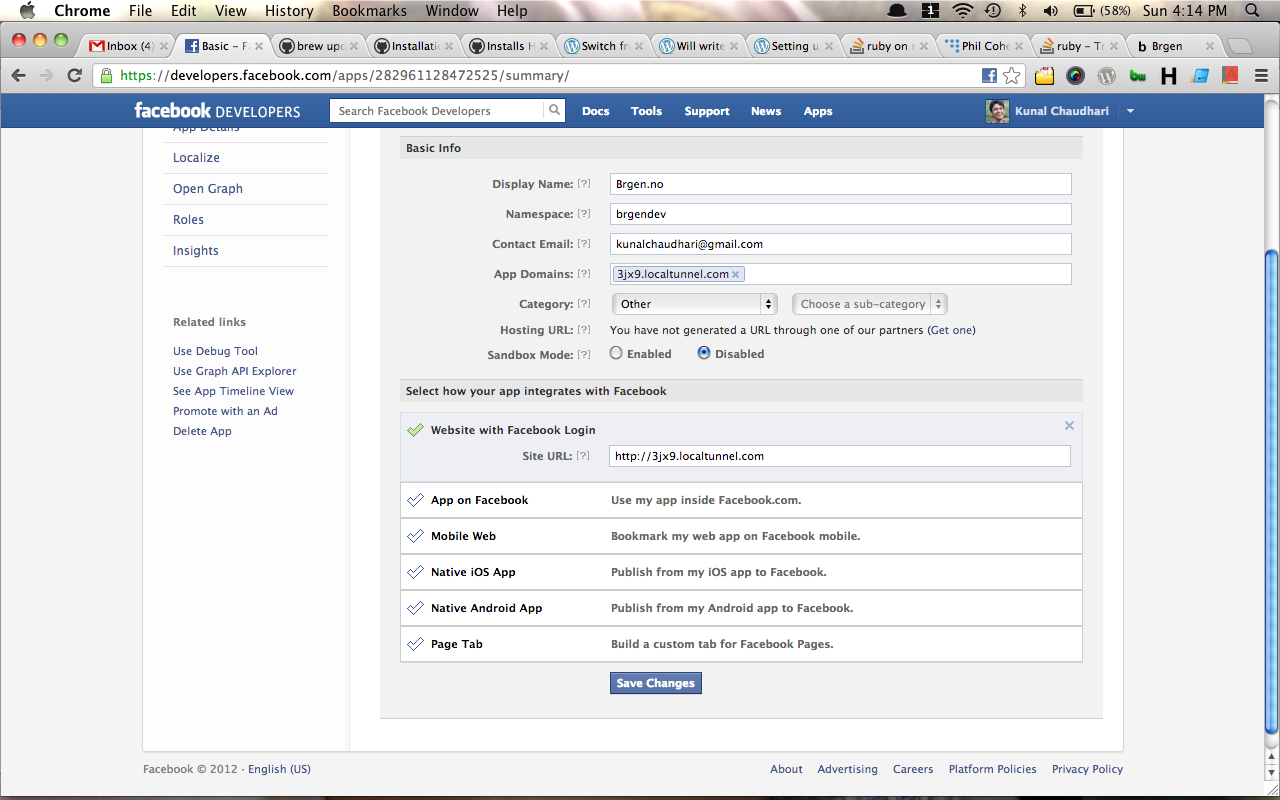 Chrome File Edit View History Bookmarks Window Help 1 (58%) Sun 4:14 PM
Inbox (4) Basic – Fa brew upd Installatio Installs H Switch fr Will write Setting u ruby on r Phil Cohe ruby – Tr b Brgen
https://developers.facebook.com/apps/282961128472525/summary/
facebook DEVELOPERS Search Facebook Developers Docs Tools Support News Apps Kunal Chaudhari
App Details
Localize
Open Graph
Roles
Insights
Related links
Use Debug Tool
Use Graph API Explorer
See App Timeline View
Promote with an Ad
Delete App
Basic Info
Display Name: [?] Brgen.no
Namespace: [?] brgendev
Contact Email: [?] kunalchaudhari@gmail.com
App Domains: [?] 3jx9.localtunnel.com ×
Category: [?] Other Choose a sub-category
Hosting URL: [?] You have not generated a URL through one of our partners (Get one)
Sandbox Mode: [?] Enabled Disabled
Select how your app integrates with Facebook
Website with Facebook Login
Site URL: [?] http://3jx9.localtunnel.com
App on Facebook Use my app inside Facebook.com.
Mobile Web Bookmark my web app on Facebook mobile.
Native iOS App Publish from my iOS app to Facebook.
Native Android App Publish from my Android app to Facebook.
Page Tab Build a custom tab for Facebook Pages.
Save Changes
Facebook © 2012 · English (US) About Advertising Careers Platform Policies Privacy Policy